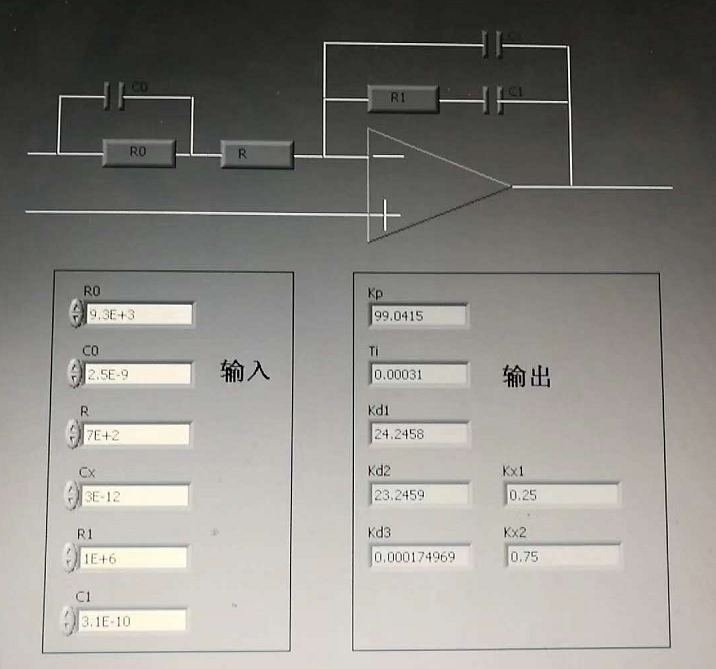 C0
R1
C1
R0
R
R0
9.3E+3
C0
2.5E-9
输入
R
7E+2
Cx
3E-12
R1
1E+6
C1
3.1E-10
Kp
99.0415
Ti
0.00031
输出
Kd1
24.2458
Kd2
23.2459
Kx1
0.25
Kd3
0.000174969
Kx2
0.75